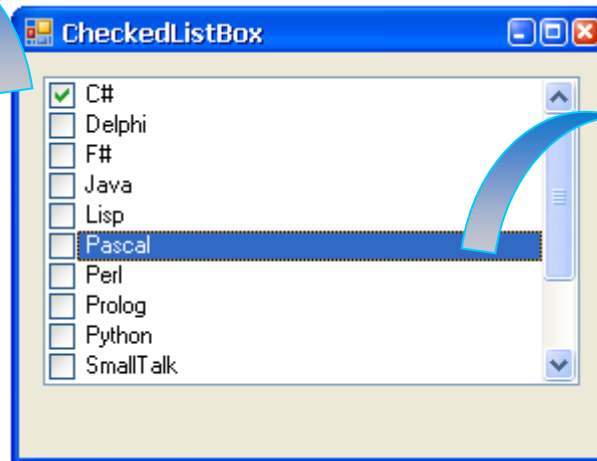 CheckedListBox
C#
Delphi
F#
Java
Lisp
Pascal
Perl
Prolog
Python
SmallTalk